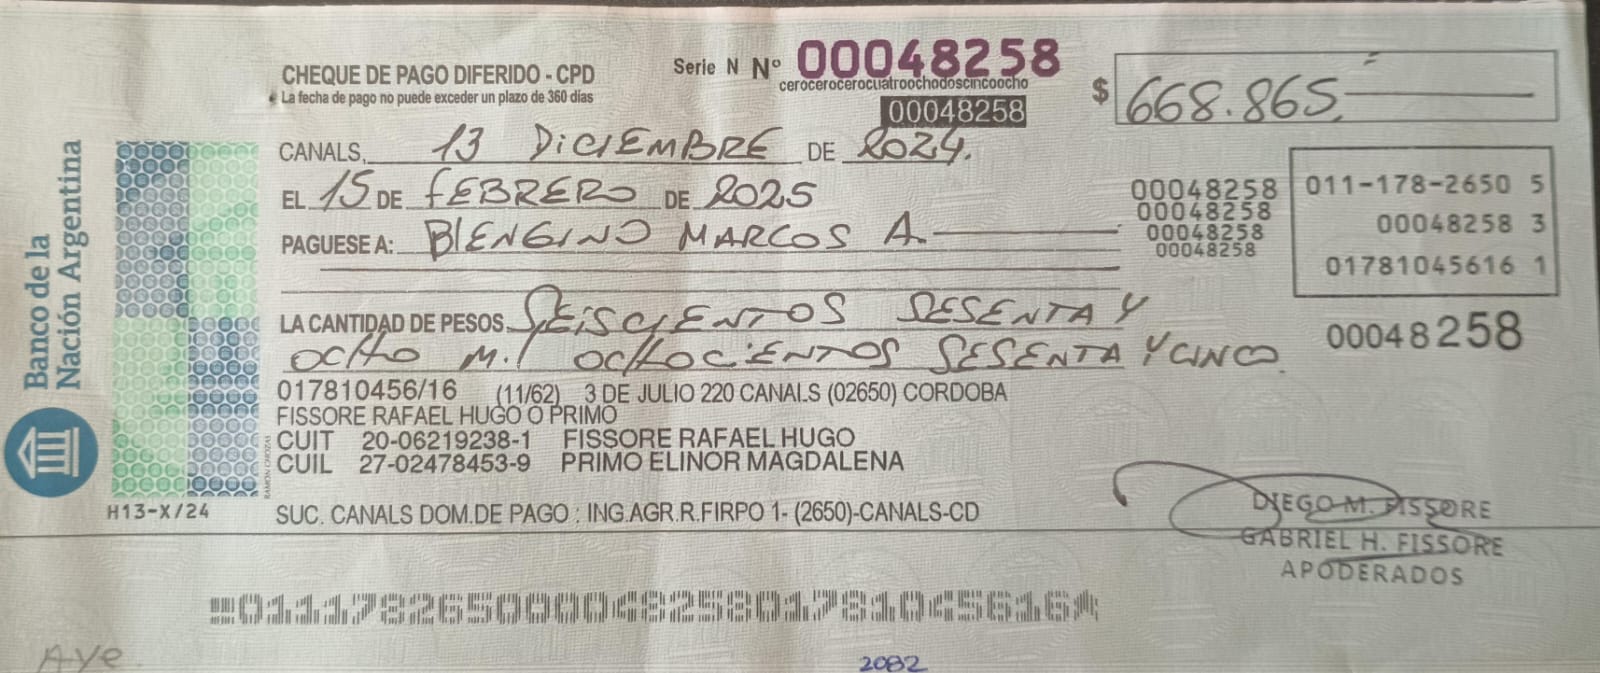 Serie N Nº 00048258
cerocerocerocuatroochodoscincoocho
00048258
CHEQUE DE PAGO DIFERIDO - CPD
La fecha de pago no puede exceder un plazo de 360 días
$ 668.865.
CANALS, 13 DICIEMBRE DE 2024.
EL 15 DE FEBRERO DE 2025
PAGUESE A: BIENGINO MARCOS A.
00048258
00048258
00048258
00048258
011-178-2650 5
00048258 3
01781045616 1
00048258
LA CANTIDAD DE PESOS SEISCIENTOS SESENTA Y
OCHO MIL OCHOCIENTOS SESENTA Y CINCO.
017810456/16 (11/62) 3 DE JULIO 220 CANALS (02650) CORDOBA
FISSORE RAFAEL HUGO O PRIMO
CUIT 20-06219238-1 FISSORE RAFAEL HUGO
CUIL 27-02478453-9 PRIMO ELINOR MAGDALENA
SUC. CANALS DOM.DE PAGO : ING.AGR.R.FIRPO 1- (2650)-CANALS-CD
Banco de la
Nación Argentina
RAMON CHOZAS
H13-X/24
DIEGO M. FISSORE
GABRIEL H. FISSORE
APODERADOS
01117826500004825801781045616
Aye
2082